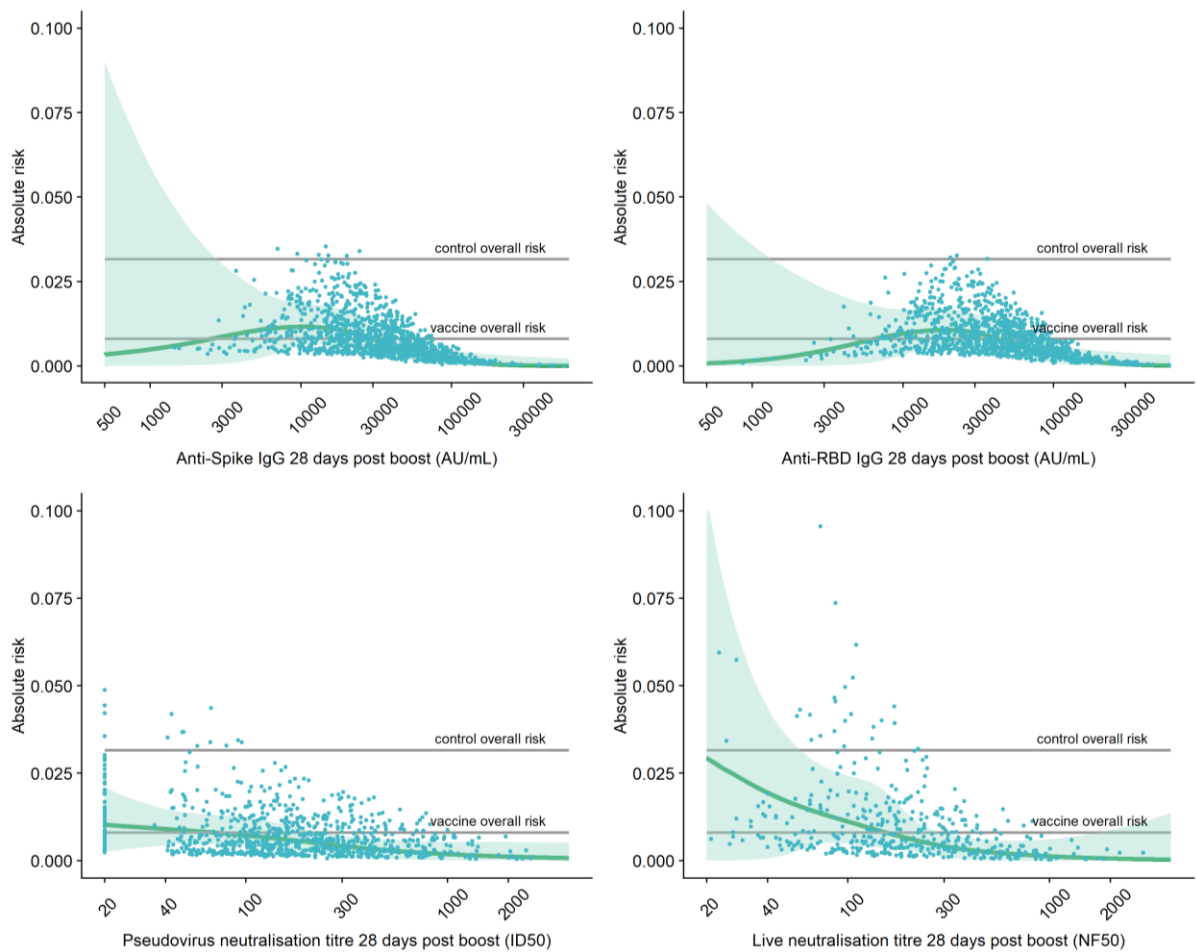 0.100
0.075
0.050
0.025
0.000
Absolute risk
control overall risk
vaccine overall risk
500 1000 3000 10000 30000 100000 300000
Anti-Spike IgG 28 days post boost (AU/mL)
0.100
0.075
0.050
0.025
0.000
Absolute risk
control overall risk
vaccine overall risk
500 1000 3000 10000 30000 100000 300000
Anti-RBD IgG 28 days post boost (AU/mL)
0.100
0.075
0.050
0.025
0.000
Absolute risk
control overall risk
vaccine overall risk
20 40 100 300 1000 2000
Pseudovirus neutralisation titre 28 days post boost (ID50)
0.100
0.075
0.050
0.025
0.000
Absolute risk
control overall risk
vaccine overall risk
20 40 100 300 1000 2000
Live neutralisation titre 28 days post boost (NF50)